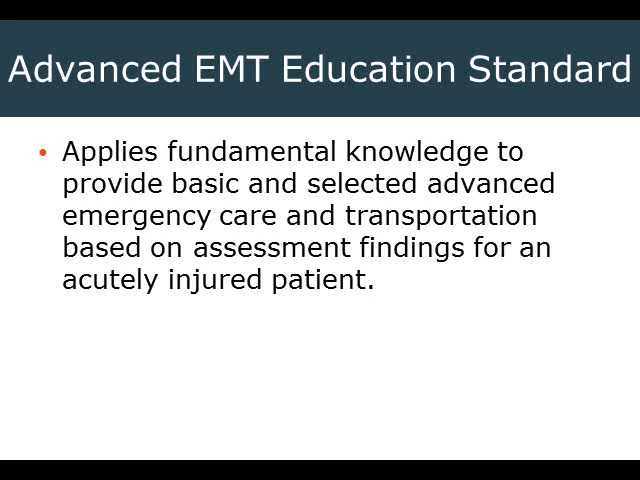 Advanced EMT Education Standard
• Applies fundamental knowledge to
provide basic and selected advanced
emergency care and transportation
based on assessment findings for an
acutely injured patient.